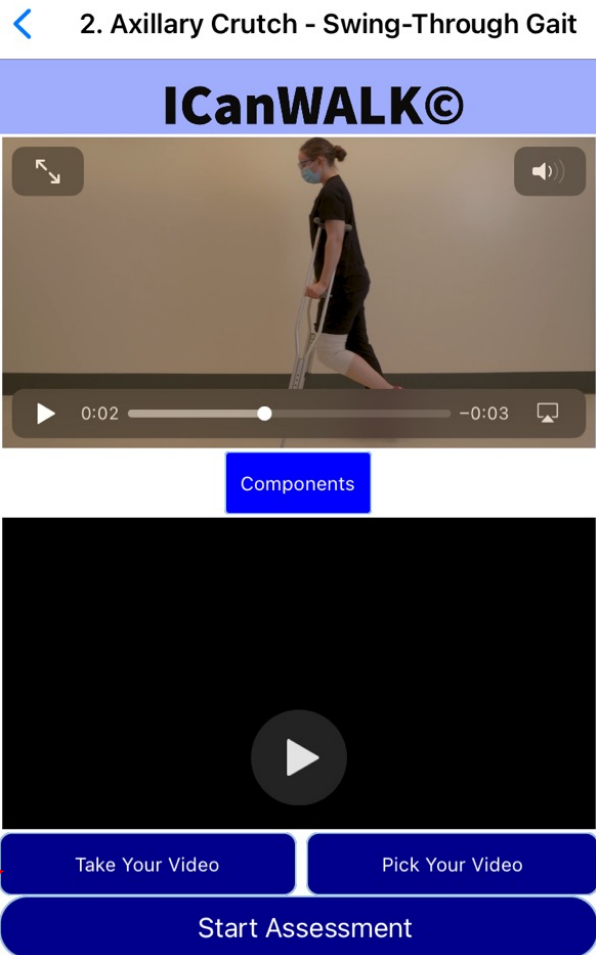 2. Axillary Crutch - Swing-Through Gait
ICanWALK©
0:02
−0:03
Components
Take Your Video
Pick Your Video
Start Assessment